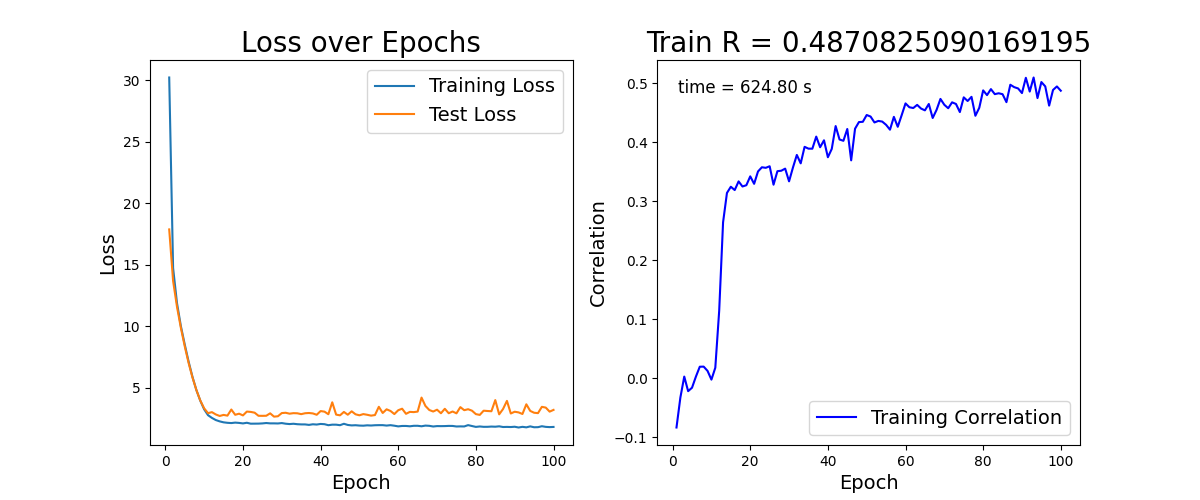 Loss over Epochs
Training Loss
Test Loss
Loss
30
25
20
15
10
5
0 20 40 60 80 100
Epoch
Train R = 0.4870825090169195
time = 624.80 s
Correlation
0.5
0.4
0.3
0.2
0.1
0.0
−0.1
Training Correlation
0 20 40 60 80 100
Epoch